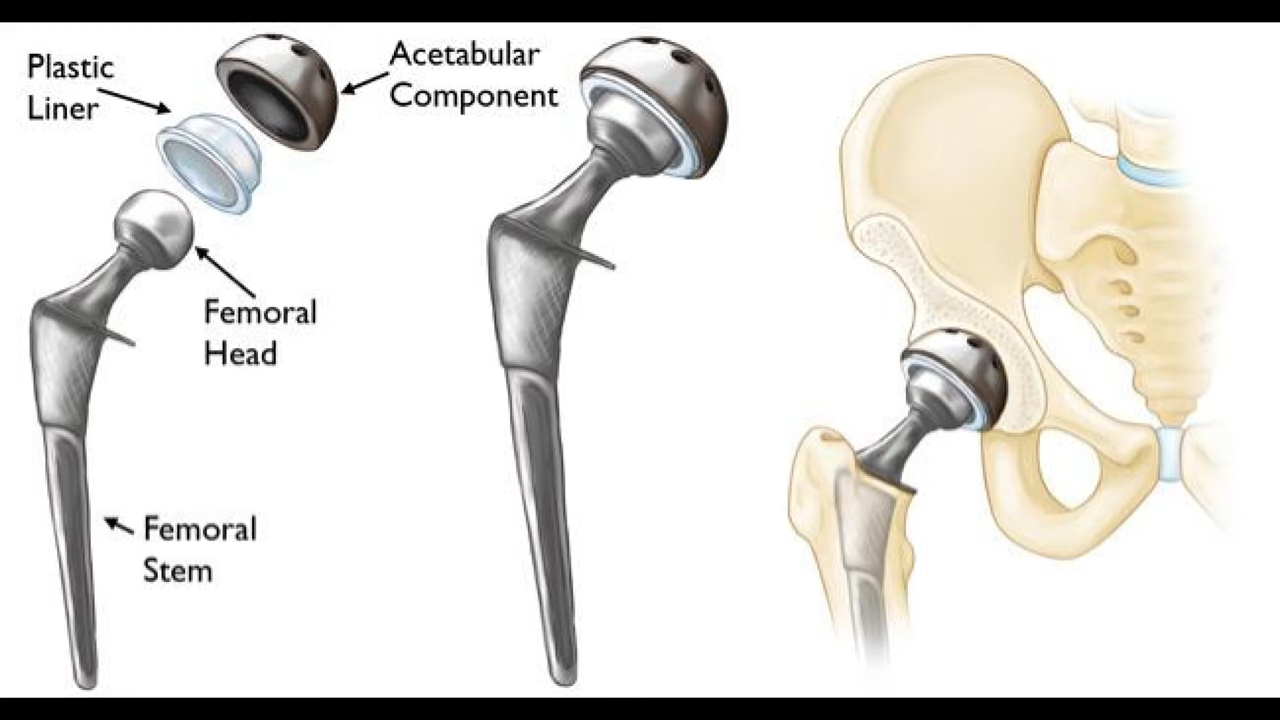 Plastic
Liner
Acetabular
Component
Femoral
Head
Femoral
Stem